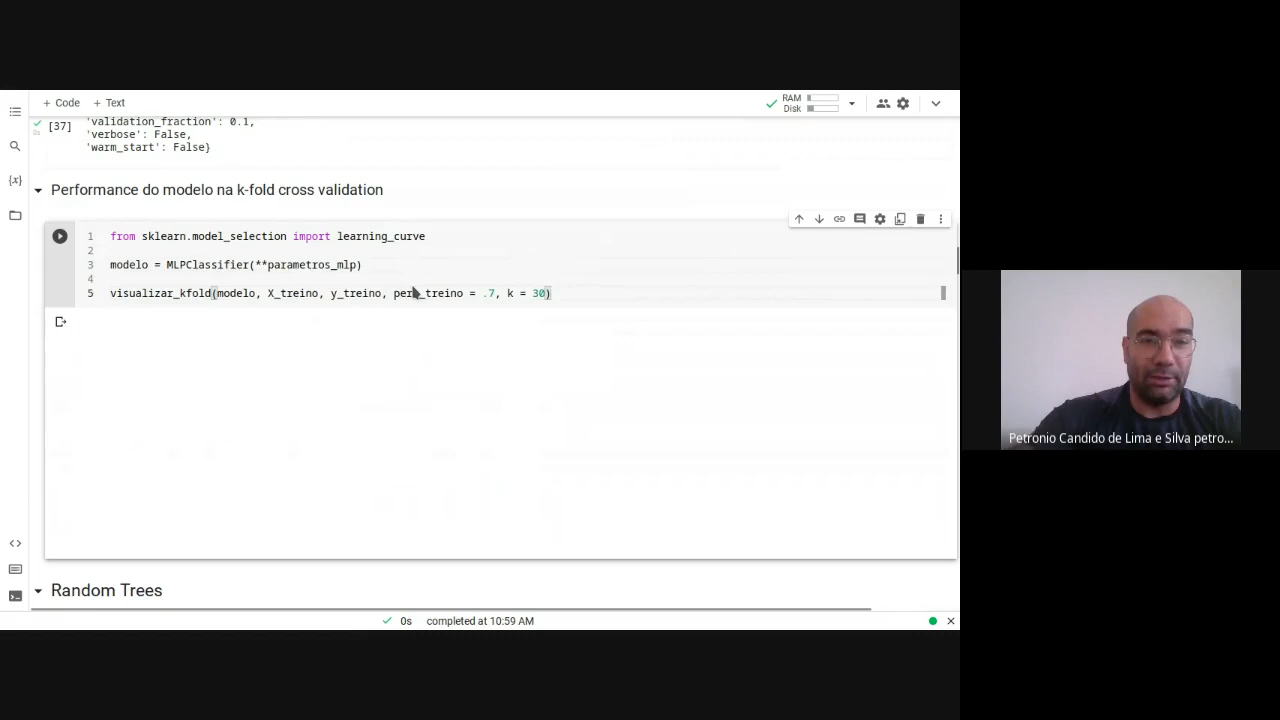 + Code + Text
RAM
Disk
[37]
'validation_fraction': 0.1,
'verbose': False,
'warm_start': False}
0s
Performance do modelo na k-fold cross validation
1 from sklearn.model_selection import learning_curve
2
3 modelo = MLPClassifier(**parametros_mlp)
4
5 visualizar_kfold(modelo, X_treino, y_treino, perc_treino = .7, k = 30)
{x}
Random Trees
0s completed at 10:59 AM
Petronio Candido de Lima e Silva petro...